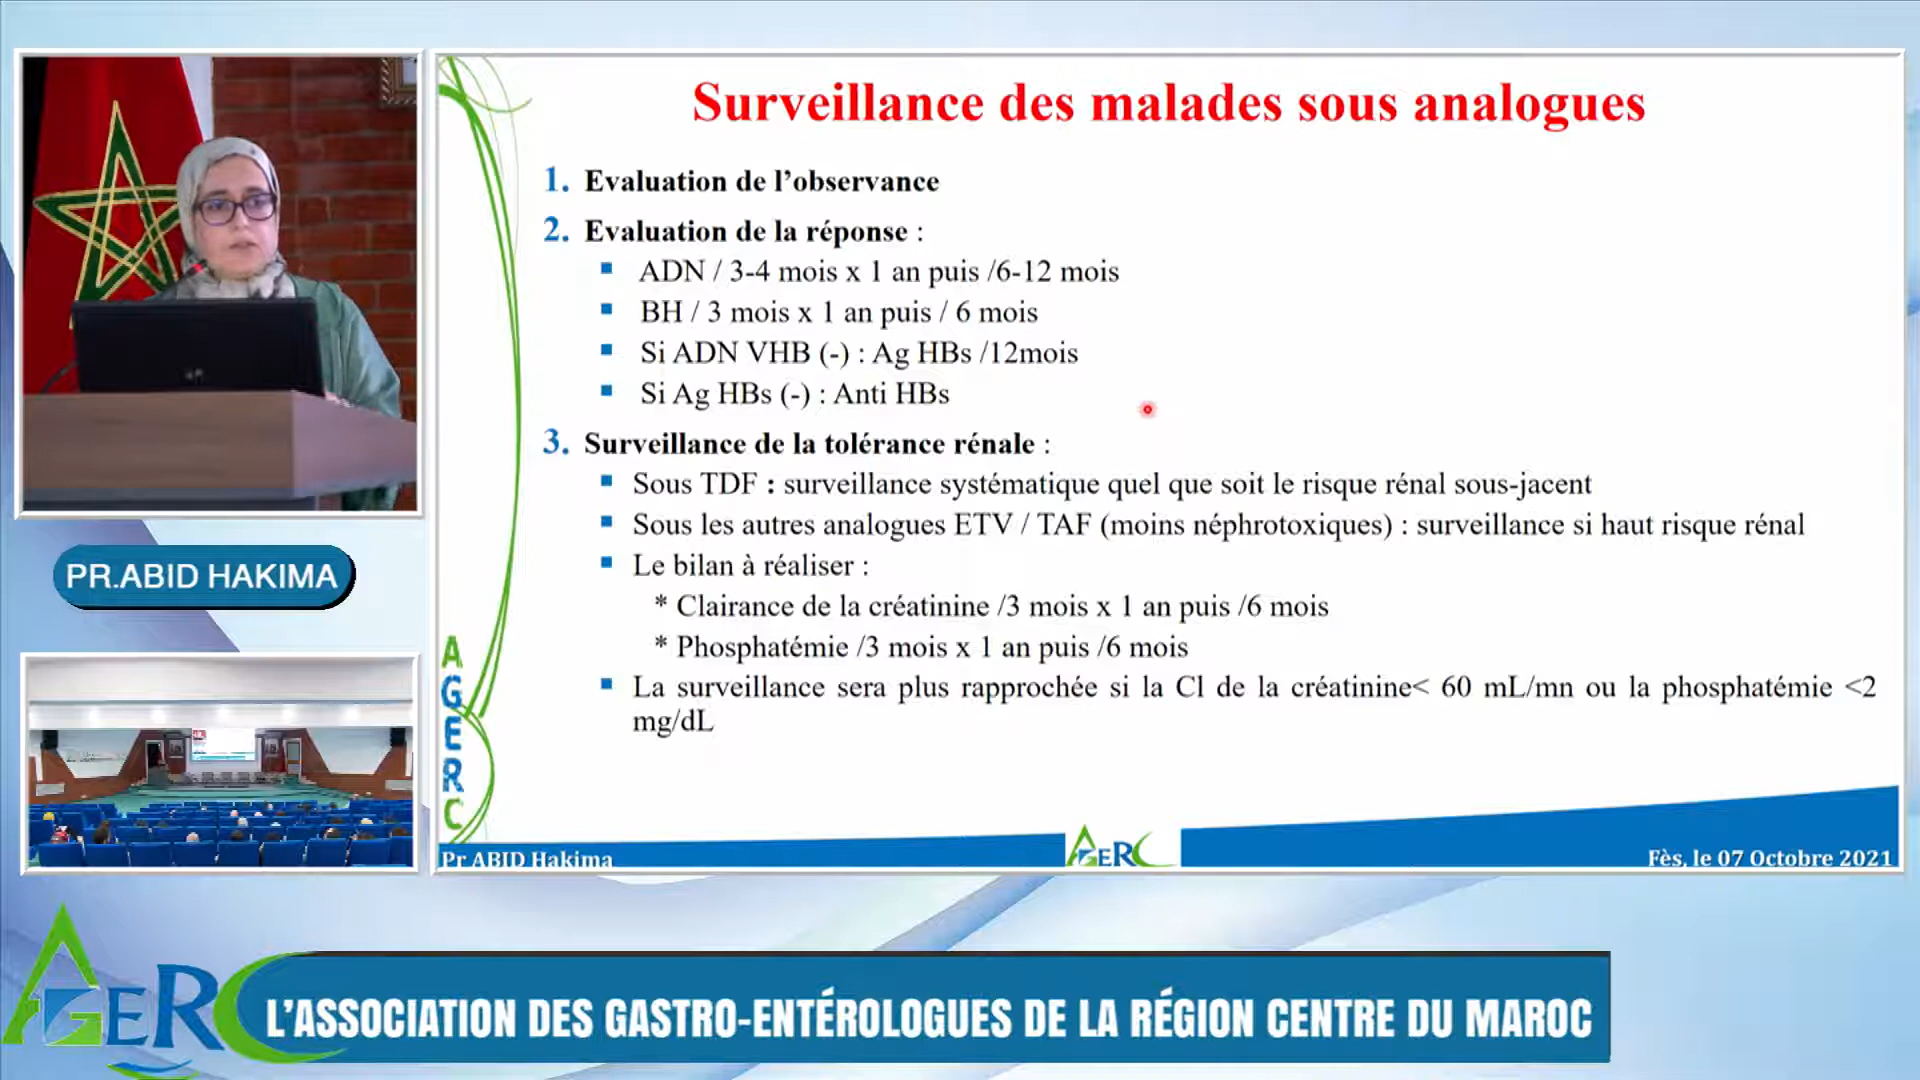 Surveillance des malades sous analogues
1. Evaluation de l’observance
2. Evaluation de la réponse :
▪ ADN / 3-4 mois x 1 an puis /6-12 mois
▪ BH / 3 mois x 1 an puis / 6 mois
▪ Si ADN VHB (-) : Ag HBs /12mois
▪ Si Ag HBs (-) : Anti HBs
3. Surveillance de la tolérance rénale :
▪ Sous TDF : surveillance systématique quel que soit le risque rénal sous-jacent
▪ Sous les autres analogues ETV / TAF (moins néphrotoxiques) : surveillance si haut risque rénal
▪ Le bilan à réaliser :
* Clairance de la créatinine /3 mois x 1 an puis /6 mois
* Phosphatémie /3 mois x 1 an puis /6 mois
▪ La surveillance sera plus rapprochée si la Cl de la créatinine< 60 mL/mn ou la phosphatémie <2
mg/dL
AGERC
Pr ABID Hakima
AGERC
Fès, le 07 Octobre 2021
PR.ABID HAKIMA
AGERC
L’ASSOCIATION DES GASTRO-ENTÉROLOGUES DE LA RÉGION CENTRE DU MAROC